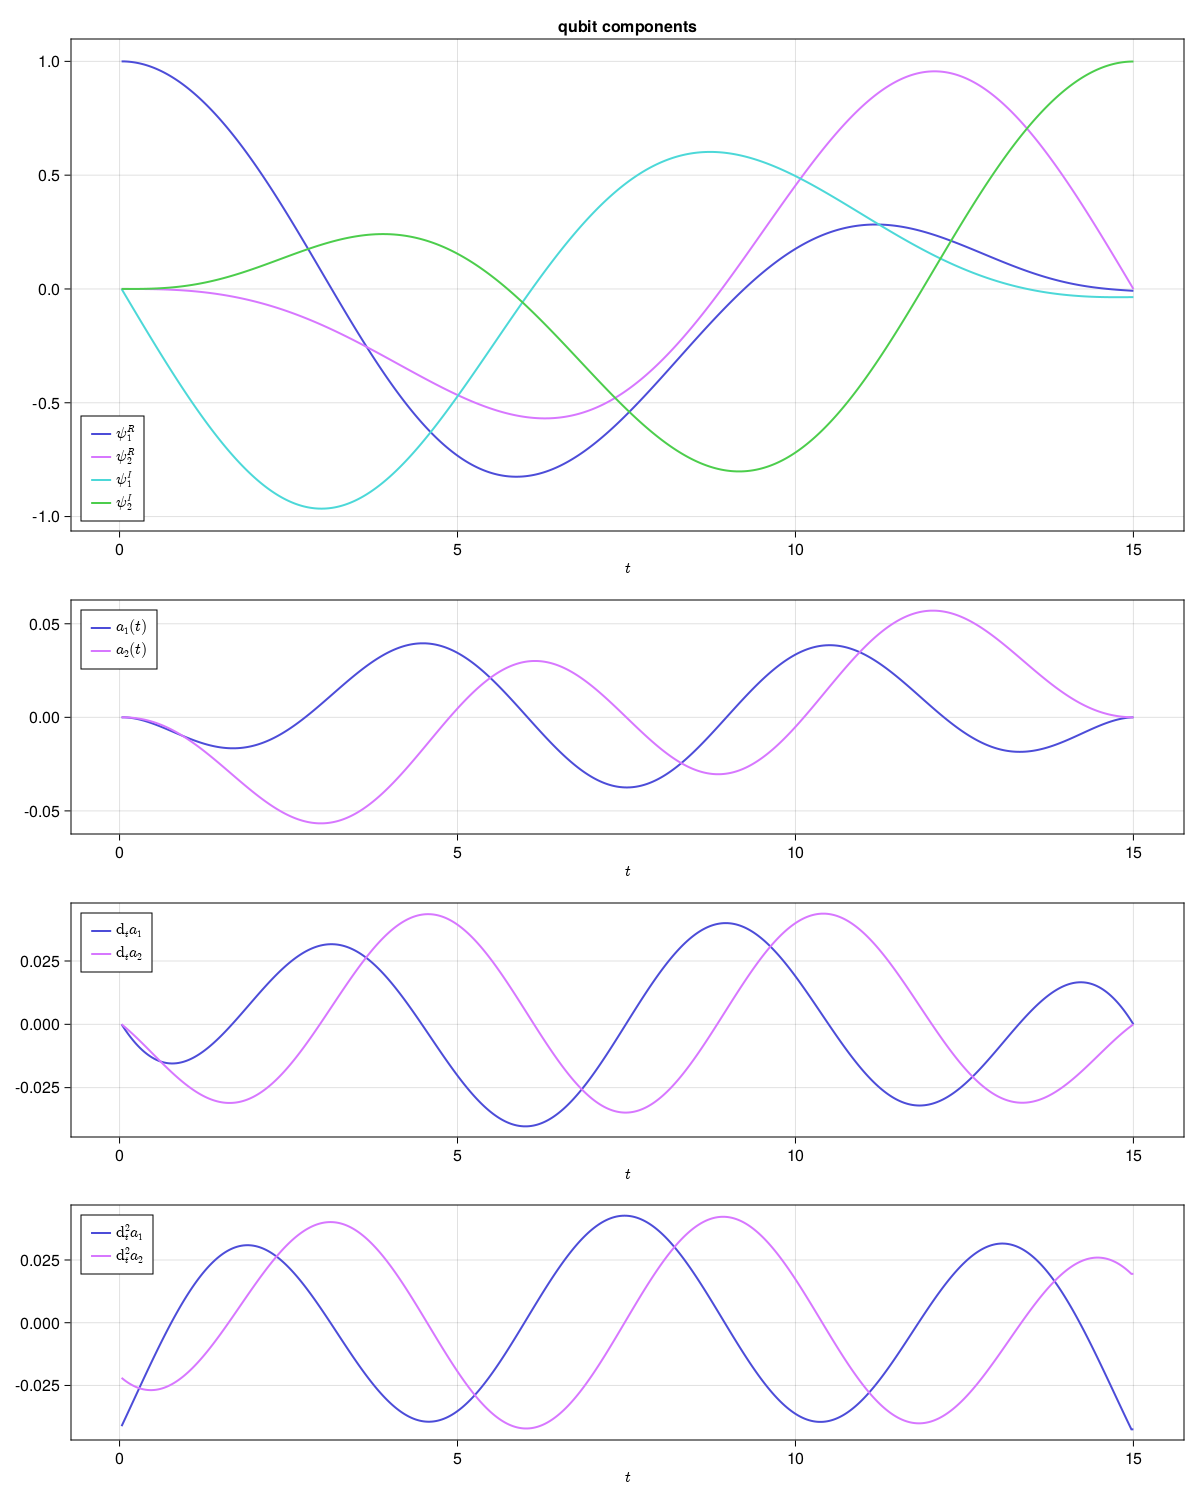 qubit components
1.0
0.5
0.0
-0.5
-1.0
ψ₁ᴿ
ψ₂ᴿ
ψ₁ᴵ
ψ₂ᴵ
0 5 10 15
t
0.05
0.00
-0.05
a₁(t)
a₂(t)
0 5 10 15
t
0.025
0.000
-0.025
dₜa₁
dₜa₂
0 5 10 15
t
0.025
0.000
-0.025
dₜ²a₁
dₜ²a₂
0 5 10 15
t